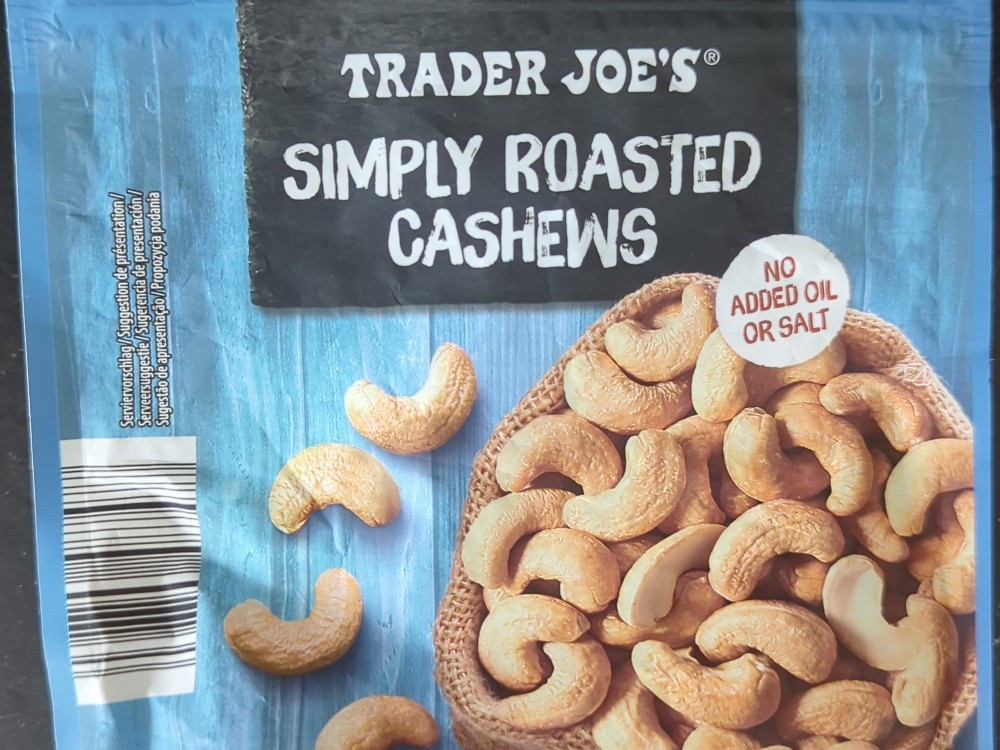 TRADER JOE'S®
SIMPLY ROASTED
CASHEWS
NO
ADDED OIL
OR SALT
Serviervorschlag / Suggestion de présentation /
Serveersuggestie / Sugerencia de presentación /
Sugestão de apresentação / Propozycja podania